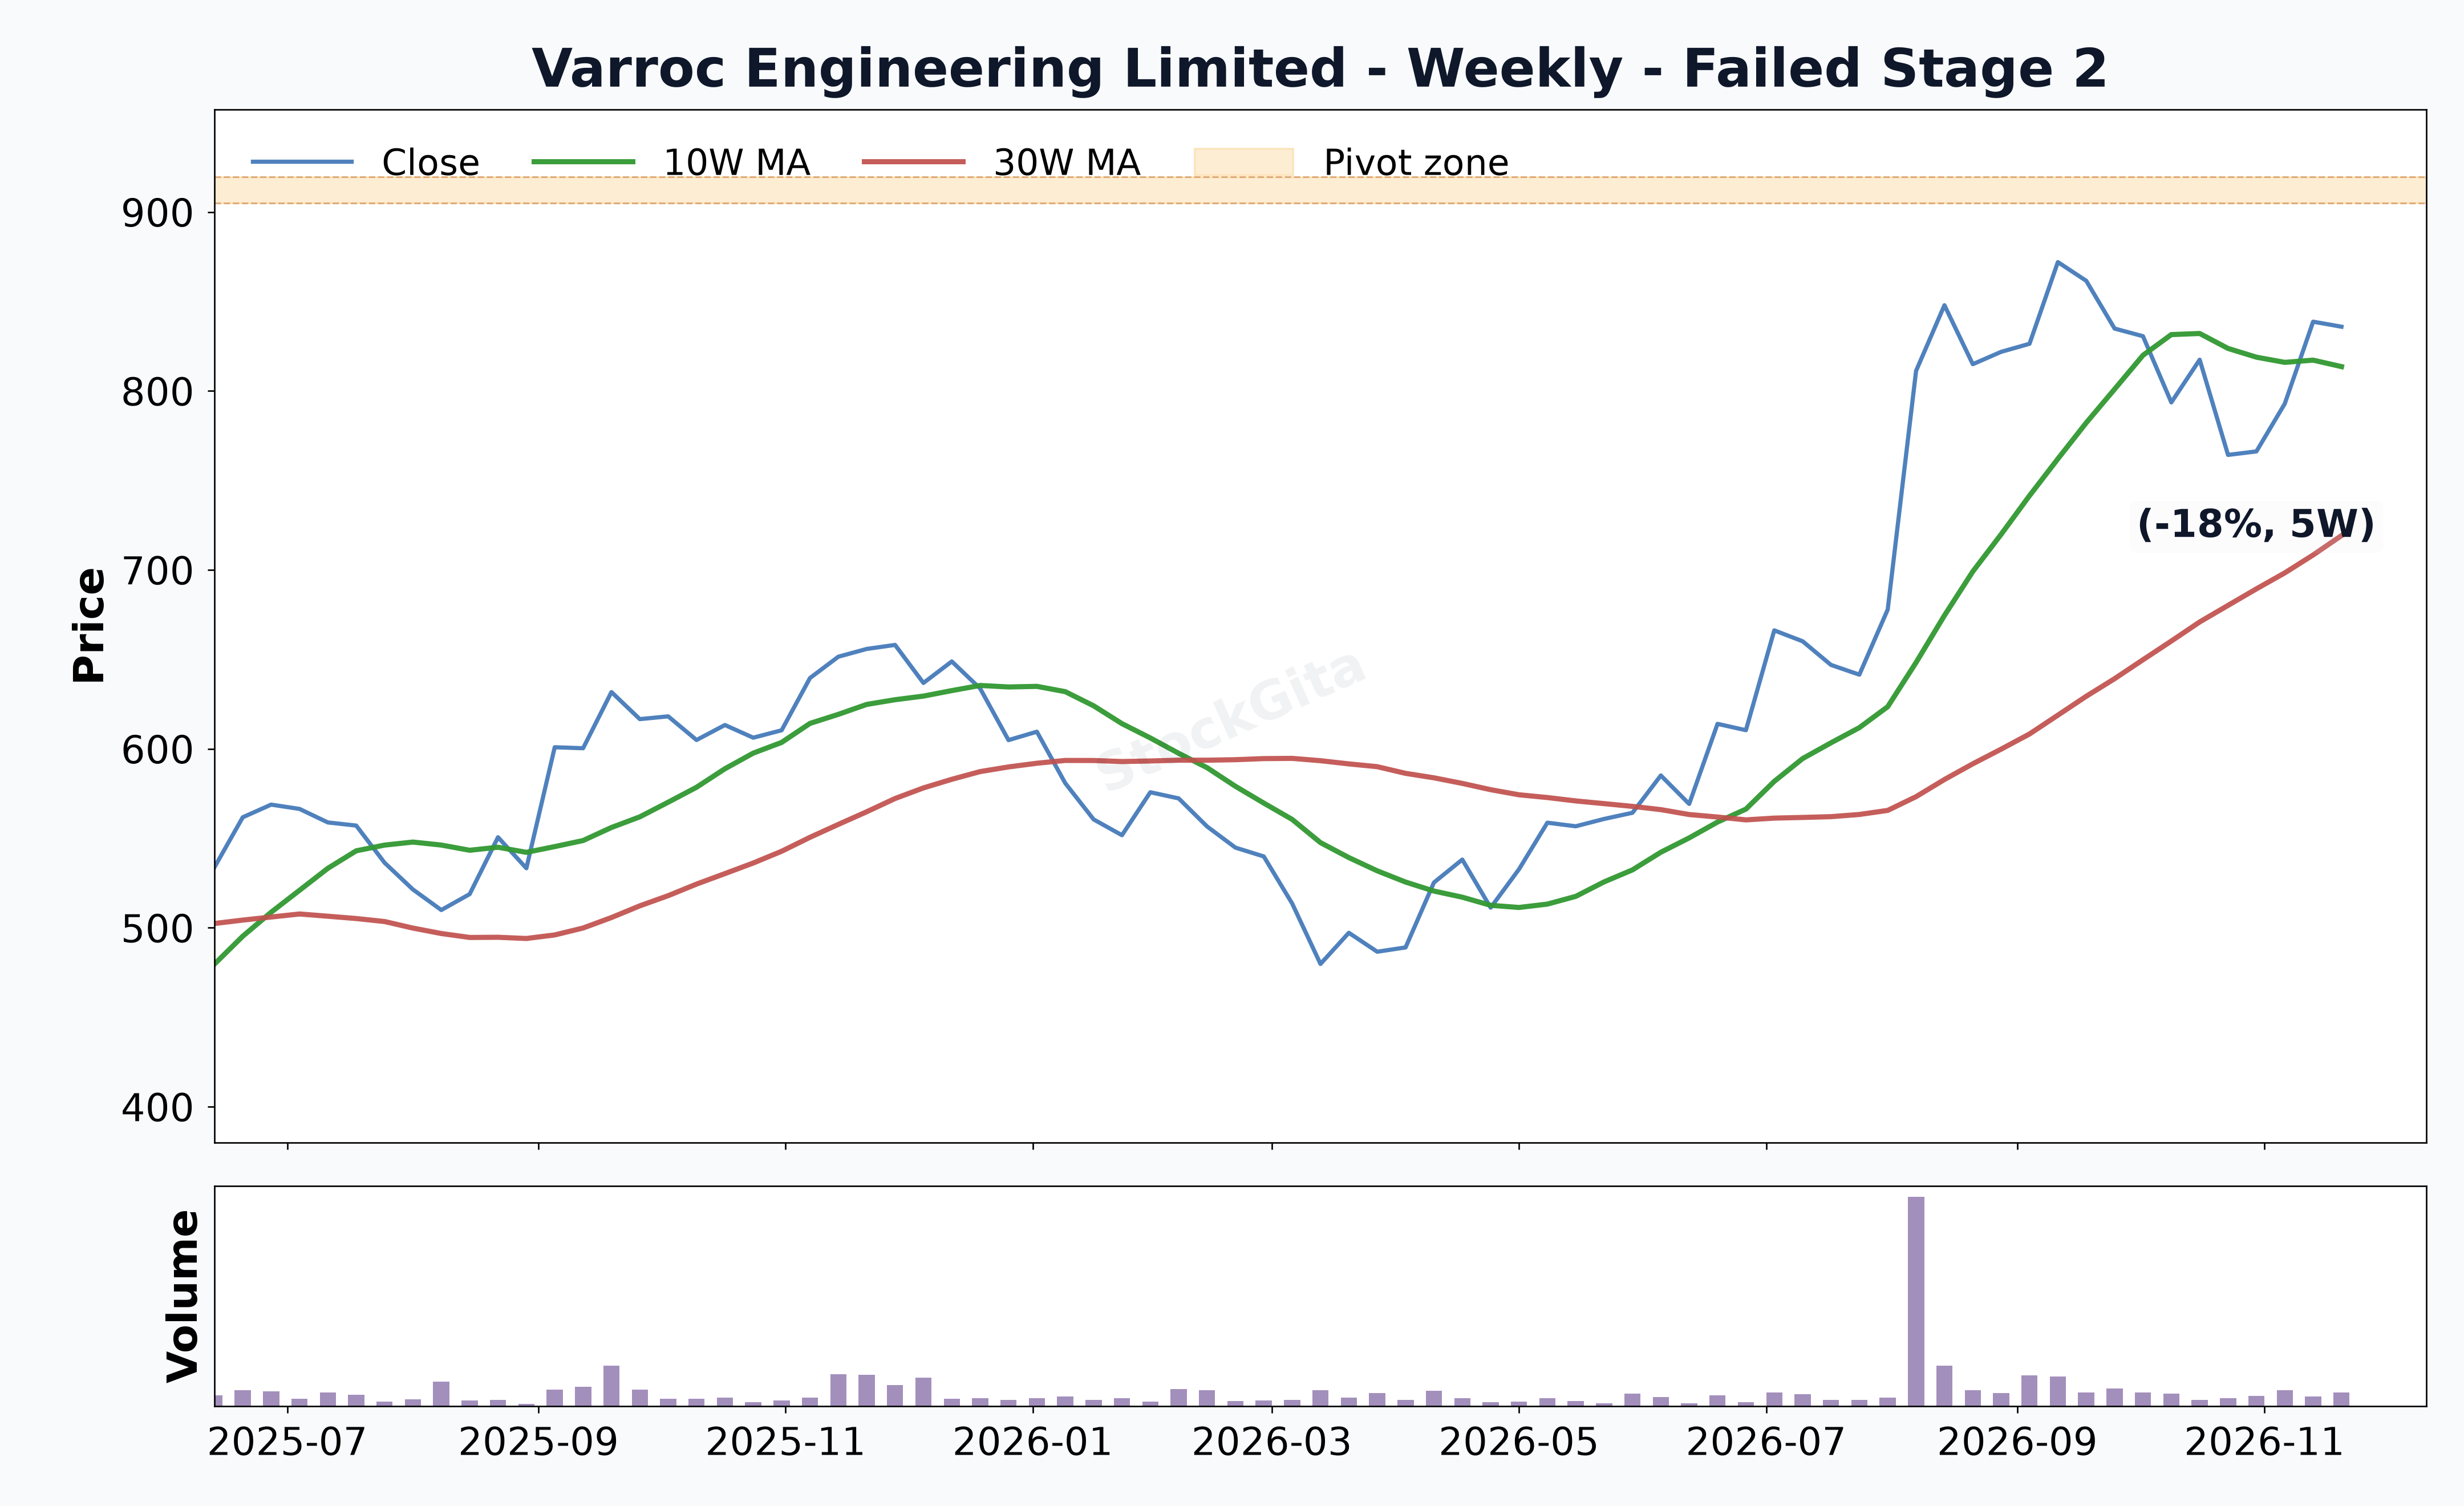 Varroc Engineering Limited - Weekly - Failed Stage 2
Close 10W MA 30W MA Pivot zone
900
800
(-18%, 5W)
700
Price
StockGita
600
500
400
Volume
2025-07 2025-09 2025-11 2026-01 2026-03 2026-05 2026-07 2026-09 2026-11